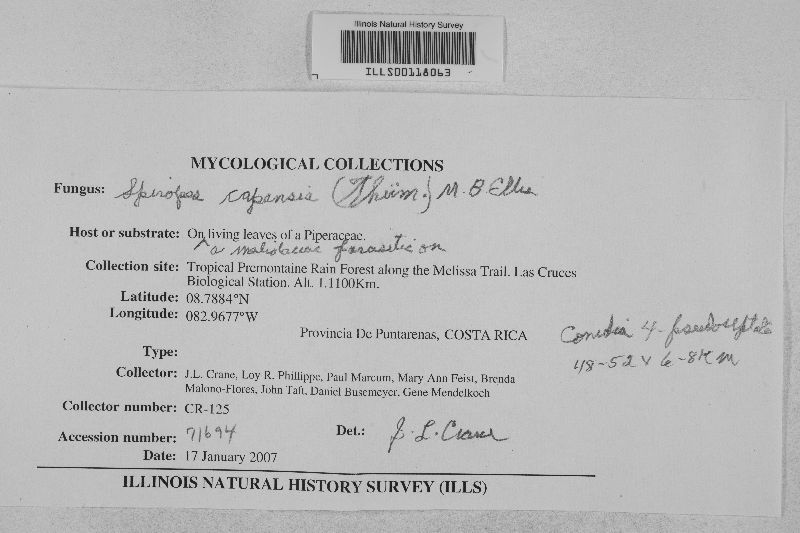 Illinois Natural History Survey
ILLS00118063
MYCOLOGICAL COLLECTIONS
Fungus: Spiropes capensis (Thüm.) M. B. Ellis
Host or substrate: On living leaves of a Piperaceae.
^ a meliolaceae parasitic on
Collection site: Tropical Premontaine Rain Forest along the Melissa Trail. Las Cruces
Biological Station. Alt. 1.1100Km.
Latitude: 08.7884°N
Longitude: 082.9677°W
Provincia De Puntarenas, COSTA RICA
Conidia 4-pseudoseptate
48-52 x 6-8
Type:
Collector: J.L. Crane, Loy R. Phillippe, Paul Marcum, Mary Ann Feist, Brenda
Malono-Flores, John Taft, Daniel Busemeyer, Gene Mendelkoch
Collector number: CR-125
Accession number: 71694
Det.: J. L. Crane
Date: 17 January 2007
ILLINOIS NATURAL HISTORY SURVEY (ILLS)